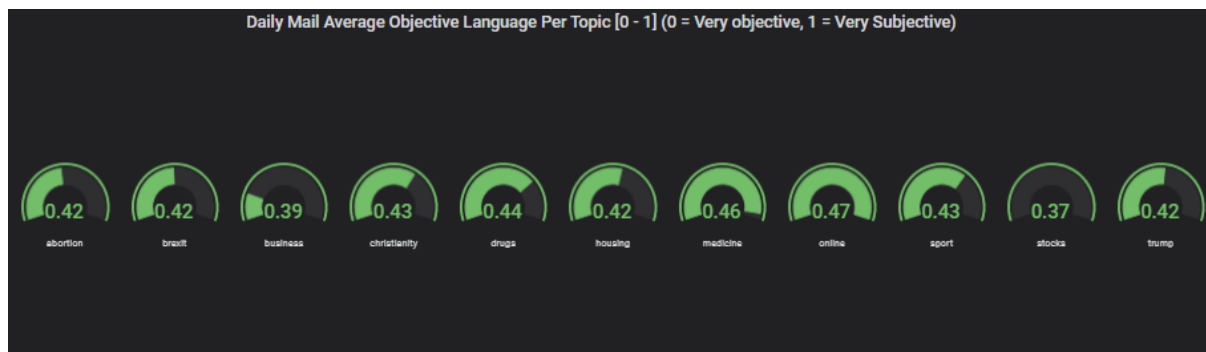 Daily Mail Average Objective Language Per Topic [0 - 1] (0 = Very objective, 1 = Very Subjective)
0.42 0.42 0.39 0.43 0.44 0.42 0.46 0.47 0.43 0.37 0.42
abortion brexit business christianity drugs housing medicine online sport stocks trump